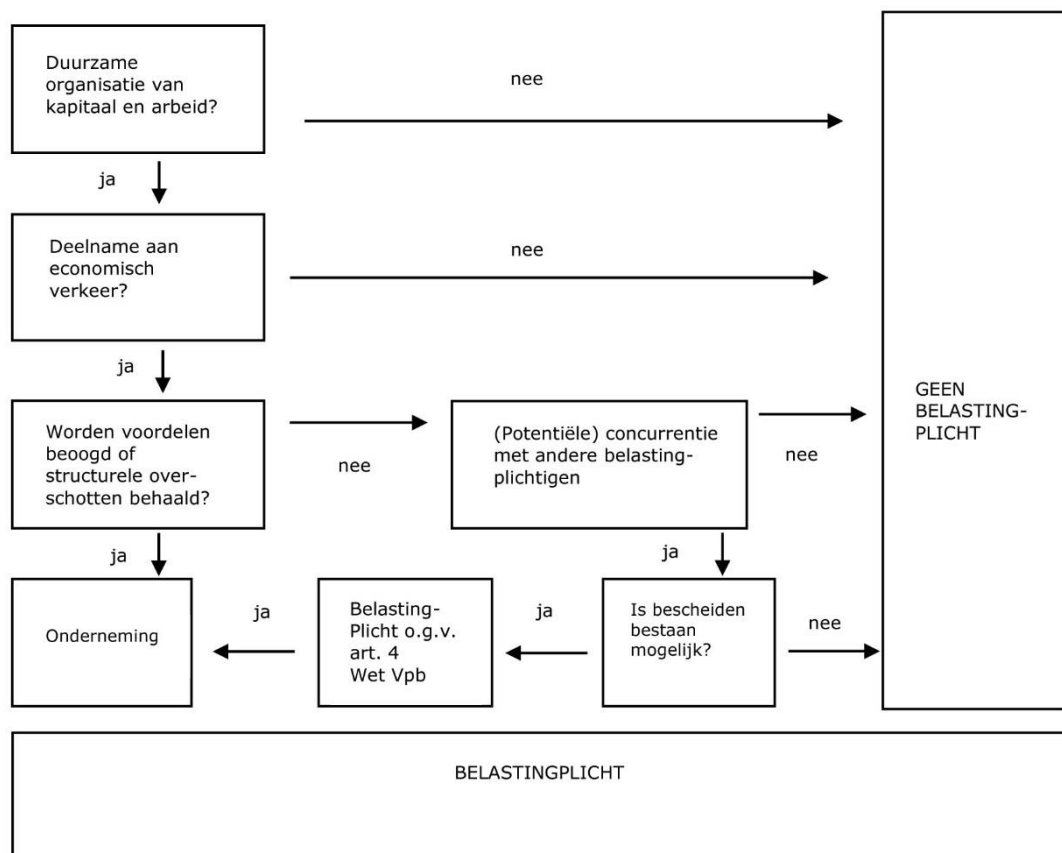 Duurzame
organisatie van
kapitaal en arbeid?
nee
ja
Deelname aan
economisch
verkeer?
nee
ja
Worden voordelen
beoogd of
structurele over-
schotten behaald?
nee
(Potentiële) concurrentie
met andere belasting-
plichtigen
nee
GEEN
BELASTING-
PLICHT
ja
ja
Onderneming
ja
Belasting-
Plicht o.g.v.
art. 4
Wet Vpb
ja
Is bescheiden
bestaan
mogelijk?
nee
BELASTINGPLICHT